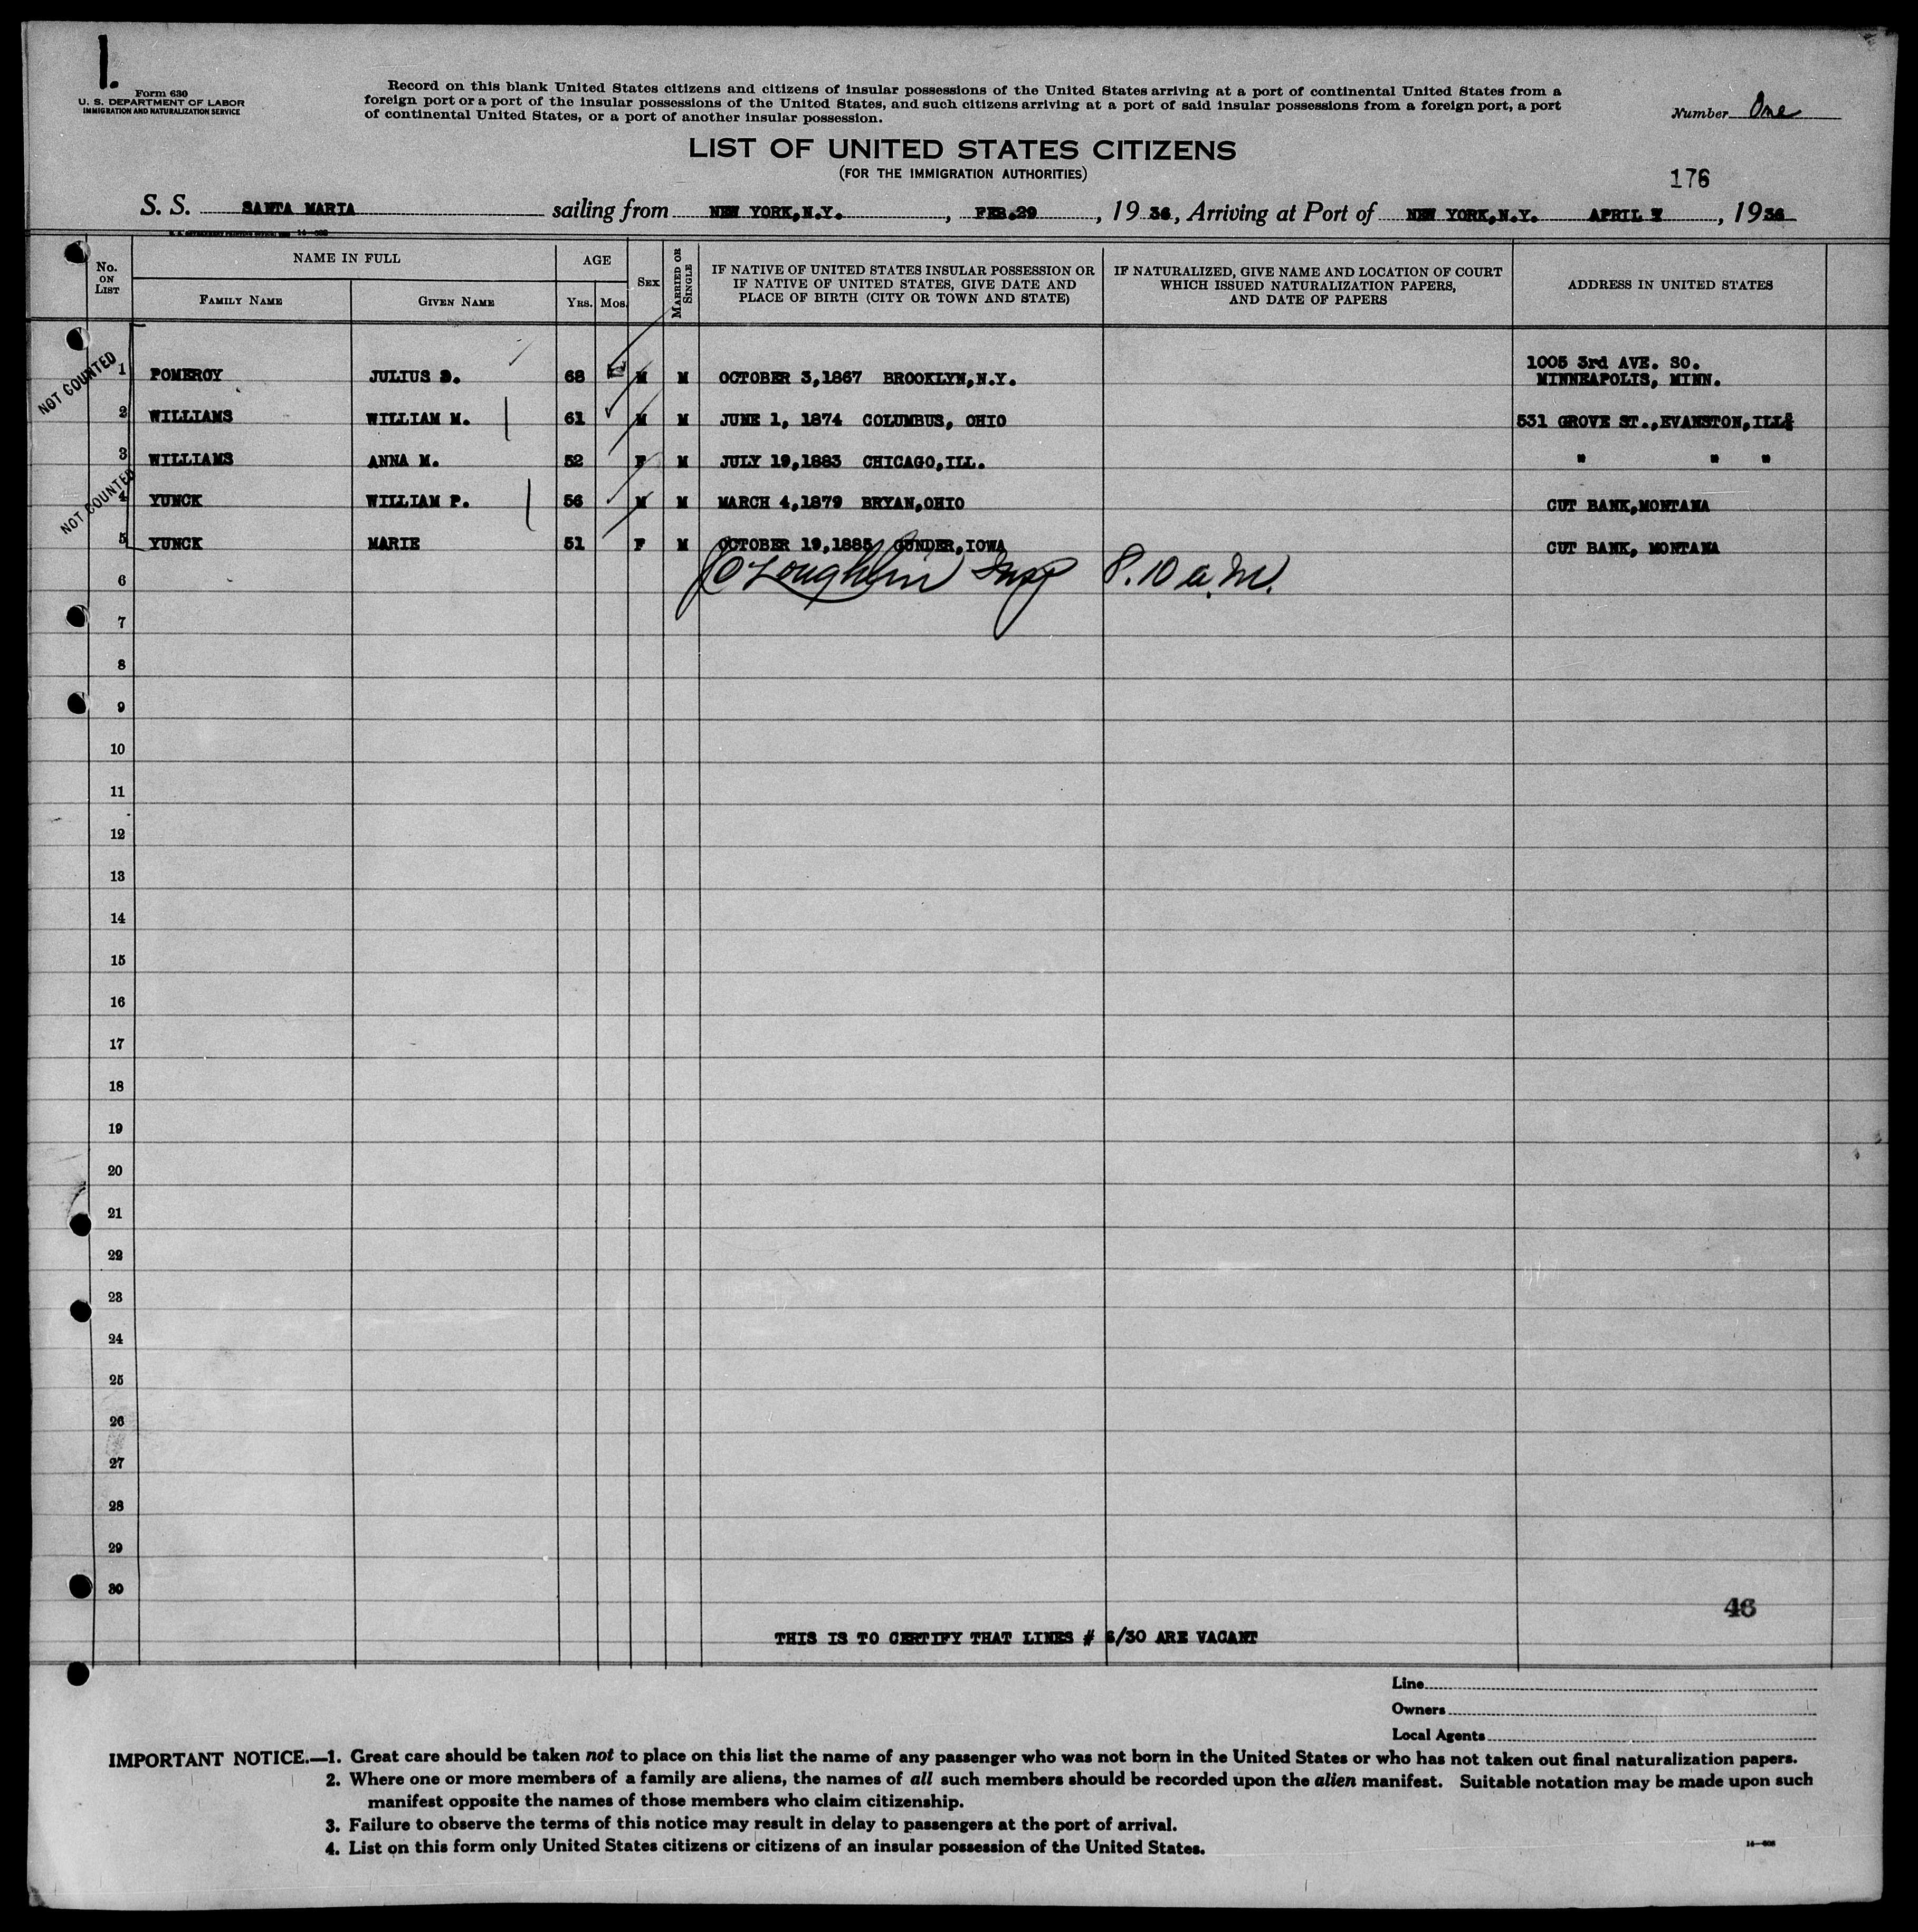 1.
Form 630
U. S. DEPARTMENT OF LABOR
IMMIGRATION AND NATURALIZATION SERVICE
Record on this blank United States citizens and citizens of insular possessions of the United States arriving at a port of continental United States from a
foreign port or a port of the insular possessions of the United States, and such citizens arriving at a port of said insular possessions from a foreign port, a port
of continental United States, or a port of another insular possession.
Number One
LIST OF UNITED STATES CITIZENS
(FOR THE IMMIGRATION AUTHORITIES)
176
S. S. SANTA MARIA sailing from NEW YORK,N.Y. , FEB.29 , 19 36, Arriving at Port of NEW YORK,N.Y. APRIL 7 , 1936
No. ON LIST
NAME IN FULL
FAMILY NAME
GIVEN NAME
AGE
YRS. MOS.
SEX
MARRIED OR SINGLE
IF NATIVE OF UNITED STATES INSULAR POSSESSION OR
IF NATIVE OF UNITED STATES, GIVE DATE AND
PLACE OF BIRTH (CITY OR TOWN AND STATE)
IF NATURALIZED, GIVE NAME AND LOCATION OF COURT
WHICH ISSUED NATURALIZATION PAPERS,
AND DATE OF PAPERS
ADDRESS IN UNITED STATES
NOT COUNTED
1 POMEROY JULIUS D. 68 M M OCTOBER 3,1867 BROOKLYN,N.Y. 1005 3rd AVE. SO.
MINNEAPOLIS, MINN.
2 WILLIAMS WILLIAM M. 61 M M JUNE 1, 1874 COLUMBUS, OHIO 531 GROVE ST.,EVANSTON,ILL
3 WILLIAMS ANNA M. 52 F M JULY 19,1883 CHICAGO,ILL. " " "
NOT COUNTED
4 YUNCK WILLIAM P. 56 M M MARCH 4,1879 BRYAN,OHIO CUT BANK,MONTANA
5 YUNCK MARIE 51 F M OCTOBER 19,1885 GUNDER,IOWA CUT BANK, MONTANA
6 O'Loughlin Insp 8.10 a.m.
7
8
9
10
11
12
13
14
15
16
17
18
19
20
21
22
23
24
25
26
27
28
29
30
46
THIS IS TO CERTIFY THAT LINES # 6/30 ARE VACANT
Line
Owners
Local Agents
IMPORTANT NOTICE.—1. Great care should be taken not to place on this list the name of any passenger who was not born in the United States or who has not taken out final naturalization papers.
2. Where one or more members of a family are aliens, the names of all such members should be recorded upon the alien manifest. Suitable notation may be made upon such
manifest opposite the names of those members who claim citizenship.
3. Failure to observe the terms of this notice may result in delay to passengers at the port of arrival.
4. List on this form only United States citizens or citizens of an insular possession of the United States.